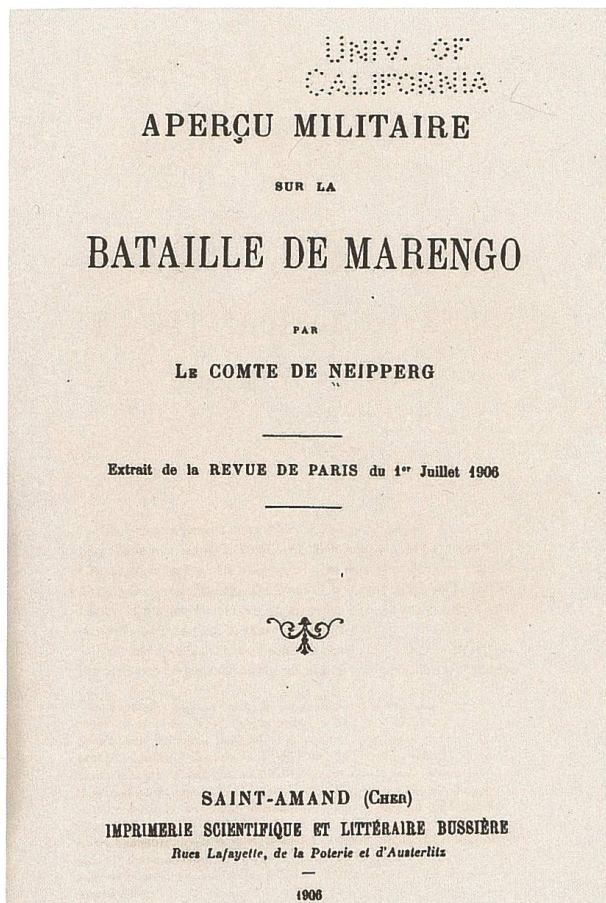 UNIV. OF
CALIFORNIA
APERÇU MILITAIRE
SUR LA
BATAILLE DE MARENGO
PAR
LE COMTE DE NEIPPERG
Extrait de la REVUE DE PARIS du 1er Juillet 1906
SAINT-AMAND (CHER)
IMPRIMERIE SCIENTIFIQUE ET LITTÉRAIRE BUSSIÈRE
Rues Lafayette, de la Poterie et d'Austerlitz
1906